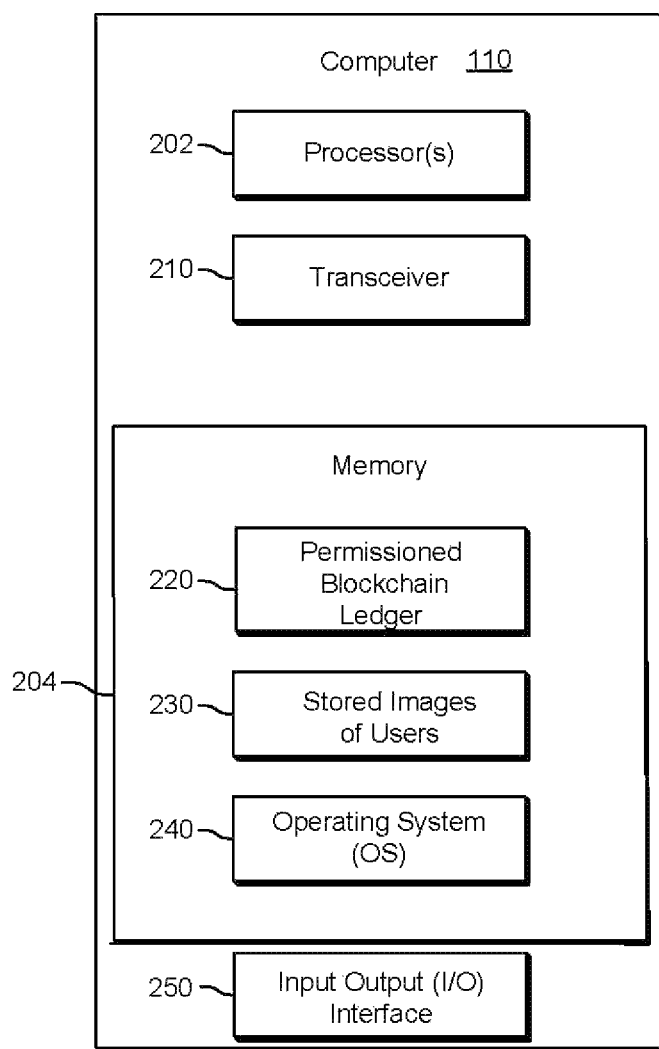 Computer 110
202
Processor(s)
210
Transceiver
Memory
220
Permissioned
Blockchain
Ledger
204
230
Stored Images
of Users
240
Operating System
(OS)
250
Input Output (I/O)
Interface